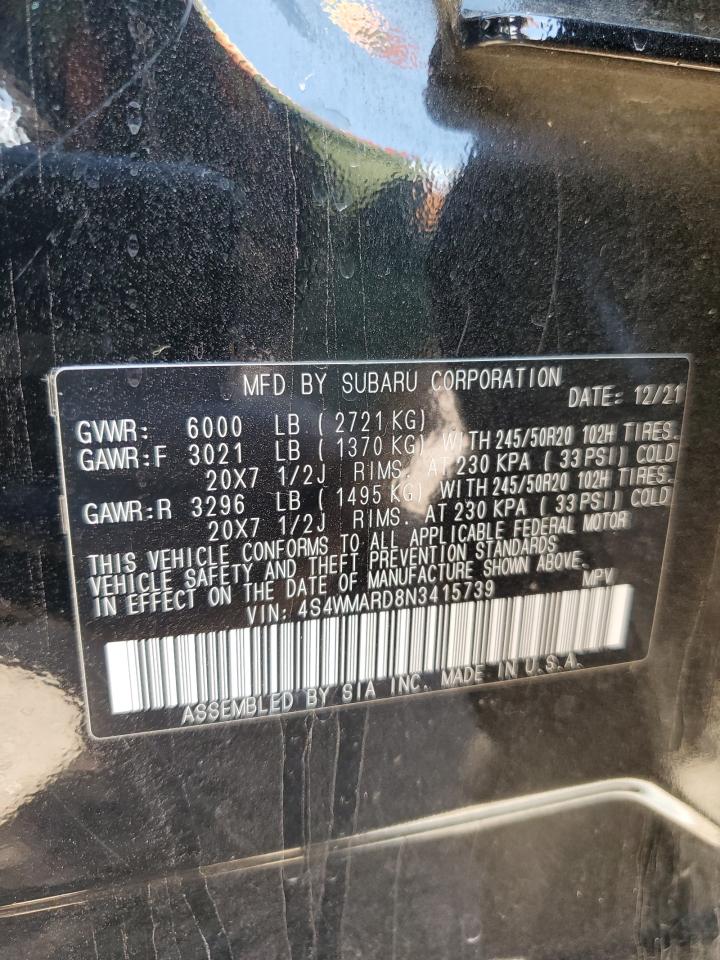 MFD BY SUBARU CORPORATION DATE: 12/21
GVWR: 6000 LB ( 2721 KG)
GAWR:F 3021 LB ( 1370 KG) WITH 245/50R20 102H TIRES.
20X7 1/2J RIMS. AT 230 KPA ( 33 PSI) COLD
GAWR:R 3296 LB ( 1495 KG) WITH 245/50R20 102H TIRES.
20X7 1/2J RIMS. AT 230 KPA ( 33 PSI) COLD
THIS VEHICLE CONFORMS TO ALL APPLICABLE FEDERAL MOTOR
VEHICLE SAFETY AND THEFT PREVENTION STANDARDS
IN EFFECT ON THE DATE OF MANUFACTURE SHOWN ABOVE.
VIN: 4S4WMARD8N3415739 MPV
ASSEMBLED BY SIA INC. MADE IN U.S.A.